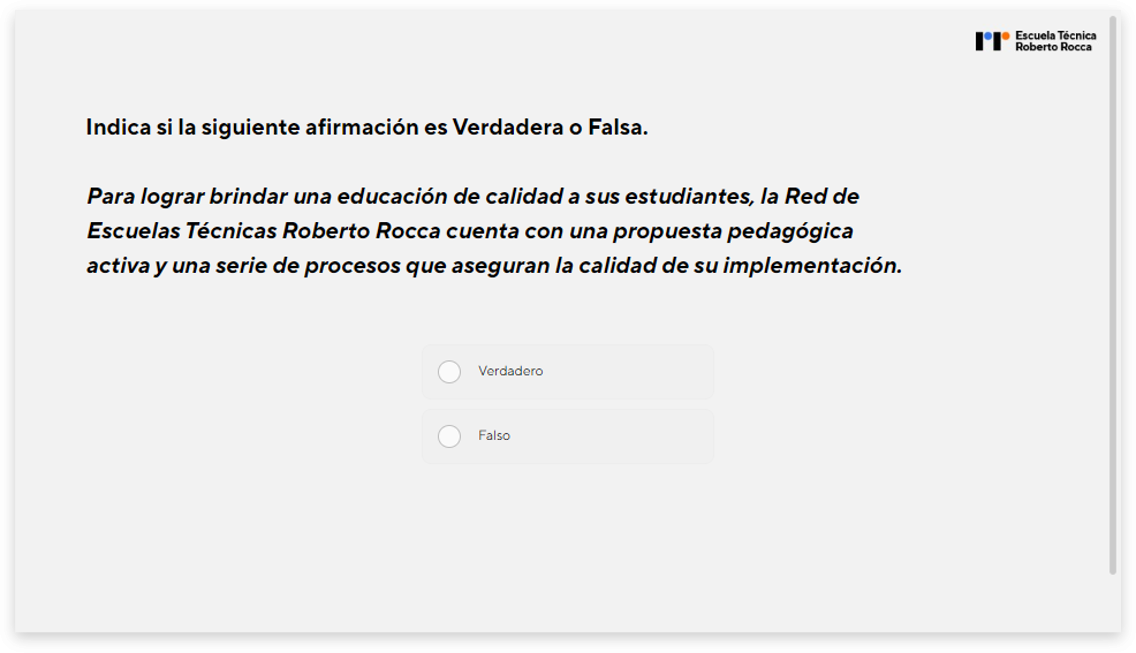 Escuela Técnica
Roberto Rocca
Indica si la siguiente afirmación es Verdadera o Falsa.
Para lograr brindar una educación de calidad a sus estudiantes, la Red de
Escuelas Técnicas Roberto Rocca cuenta con una propuesta pedagógica
activa y una serie de procesos que aseguran la calidad de su implementación.
Verdadero
Falso